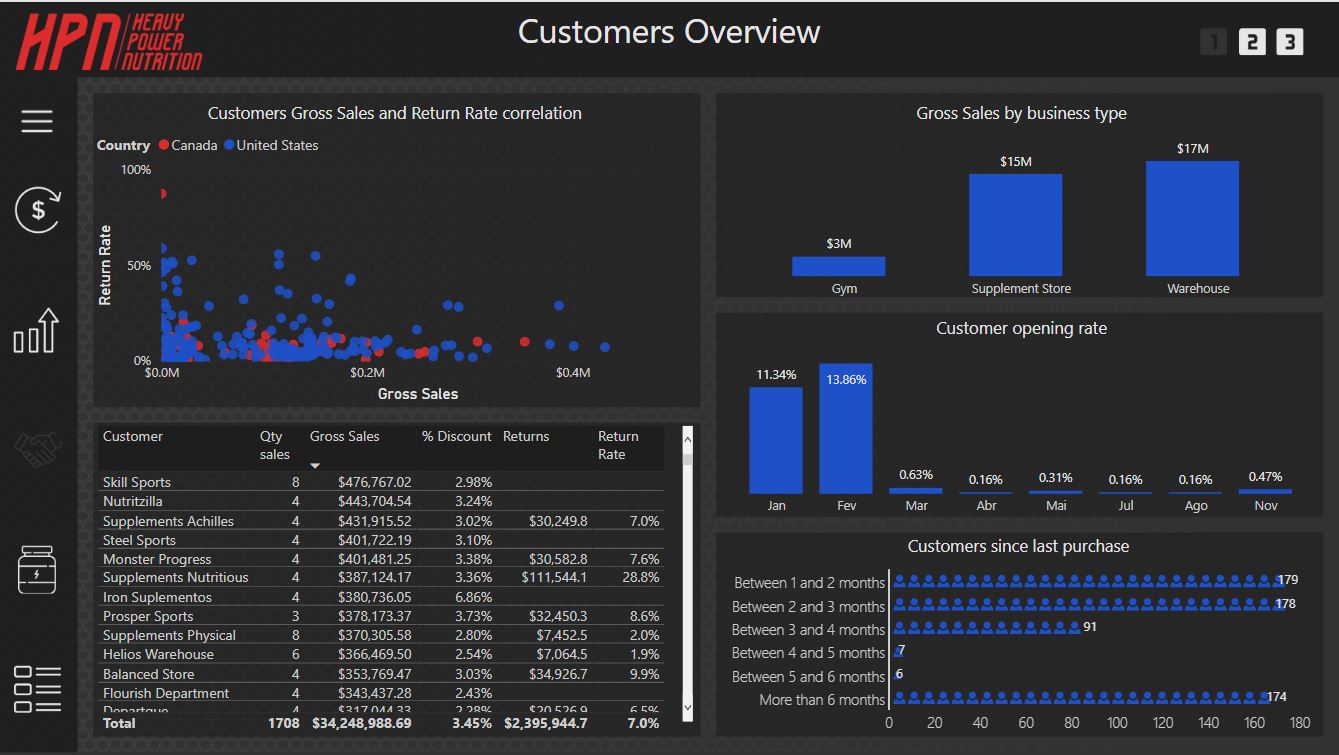 HPN HEAVY
POWER
NUTRITION
Customers Overview
1 2 3
Customers Gross Sales and Return Rate correlation
Country Canada United States
100%
50%
0%
Return Rate
$0.0M $0.2M $0.4M
Gross Sales
Gross Sales by business type
$3M $15M $17M
Gym Supplement Store Warehouse
Customer opening rate
11.34% 13.86% 0.63% 0.16% 0.31% 0.16% 0.16% 0.47%
Jan Fev Mar Abr Mai Jul Ago Nov
Customer Qty sales Gross Sales % Discount Returns Return Rate
Skill Sports 8 $476,767.02 2.98%
Nutritzilla 4 $443,704.54 3.24%
Supplements Achilles 4 $431,915.52 3.02% $30,249.8 7.0%
Steel Sports 4 $401,722.19 3.10%
Monster Progress 4 $401,481.25 3.38% $30,582.8 7.6%
Supplements Nutritious 4 $387,124.17 3.36% $111,544.1 28.8%
Iron Suplementos 4 $380,736.05 6.86%
Prosper Sports 3 $378,173.37 3.73% $32,450.3 8.6%
Supplements Physical 8 $370,305.58 2.80% $7,452.5 2.0%
Helios Warehouse 6 $366,469.50 2.54% $7,064.5 1.9%
Balanced Store 4 $353,769.47 3.03% $34,926.7 9.9%
Flourish Department 4 $343,437.28 2.43%
Departque 4 $317,044.33 2.28% $20,526.9 6.5%
Total 1708 $34,248,988.69 3.45% $2,395,944.7 7.0%
Customers since last purchase
Between 1 and 2 months 179
Between 2 and 3 months 178
Between 3 and 4 months 91
Between 4 and 5 months 7
Between 5 and 6 months 6
More than 6 months 174
0 20 40 60 80 100 120 140 160 180